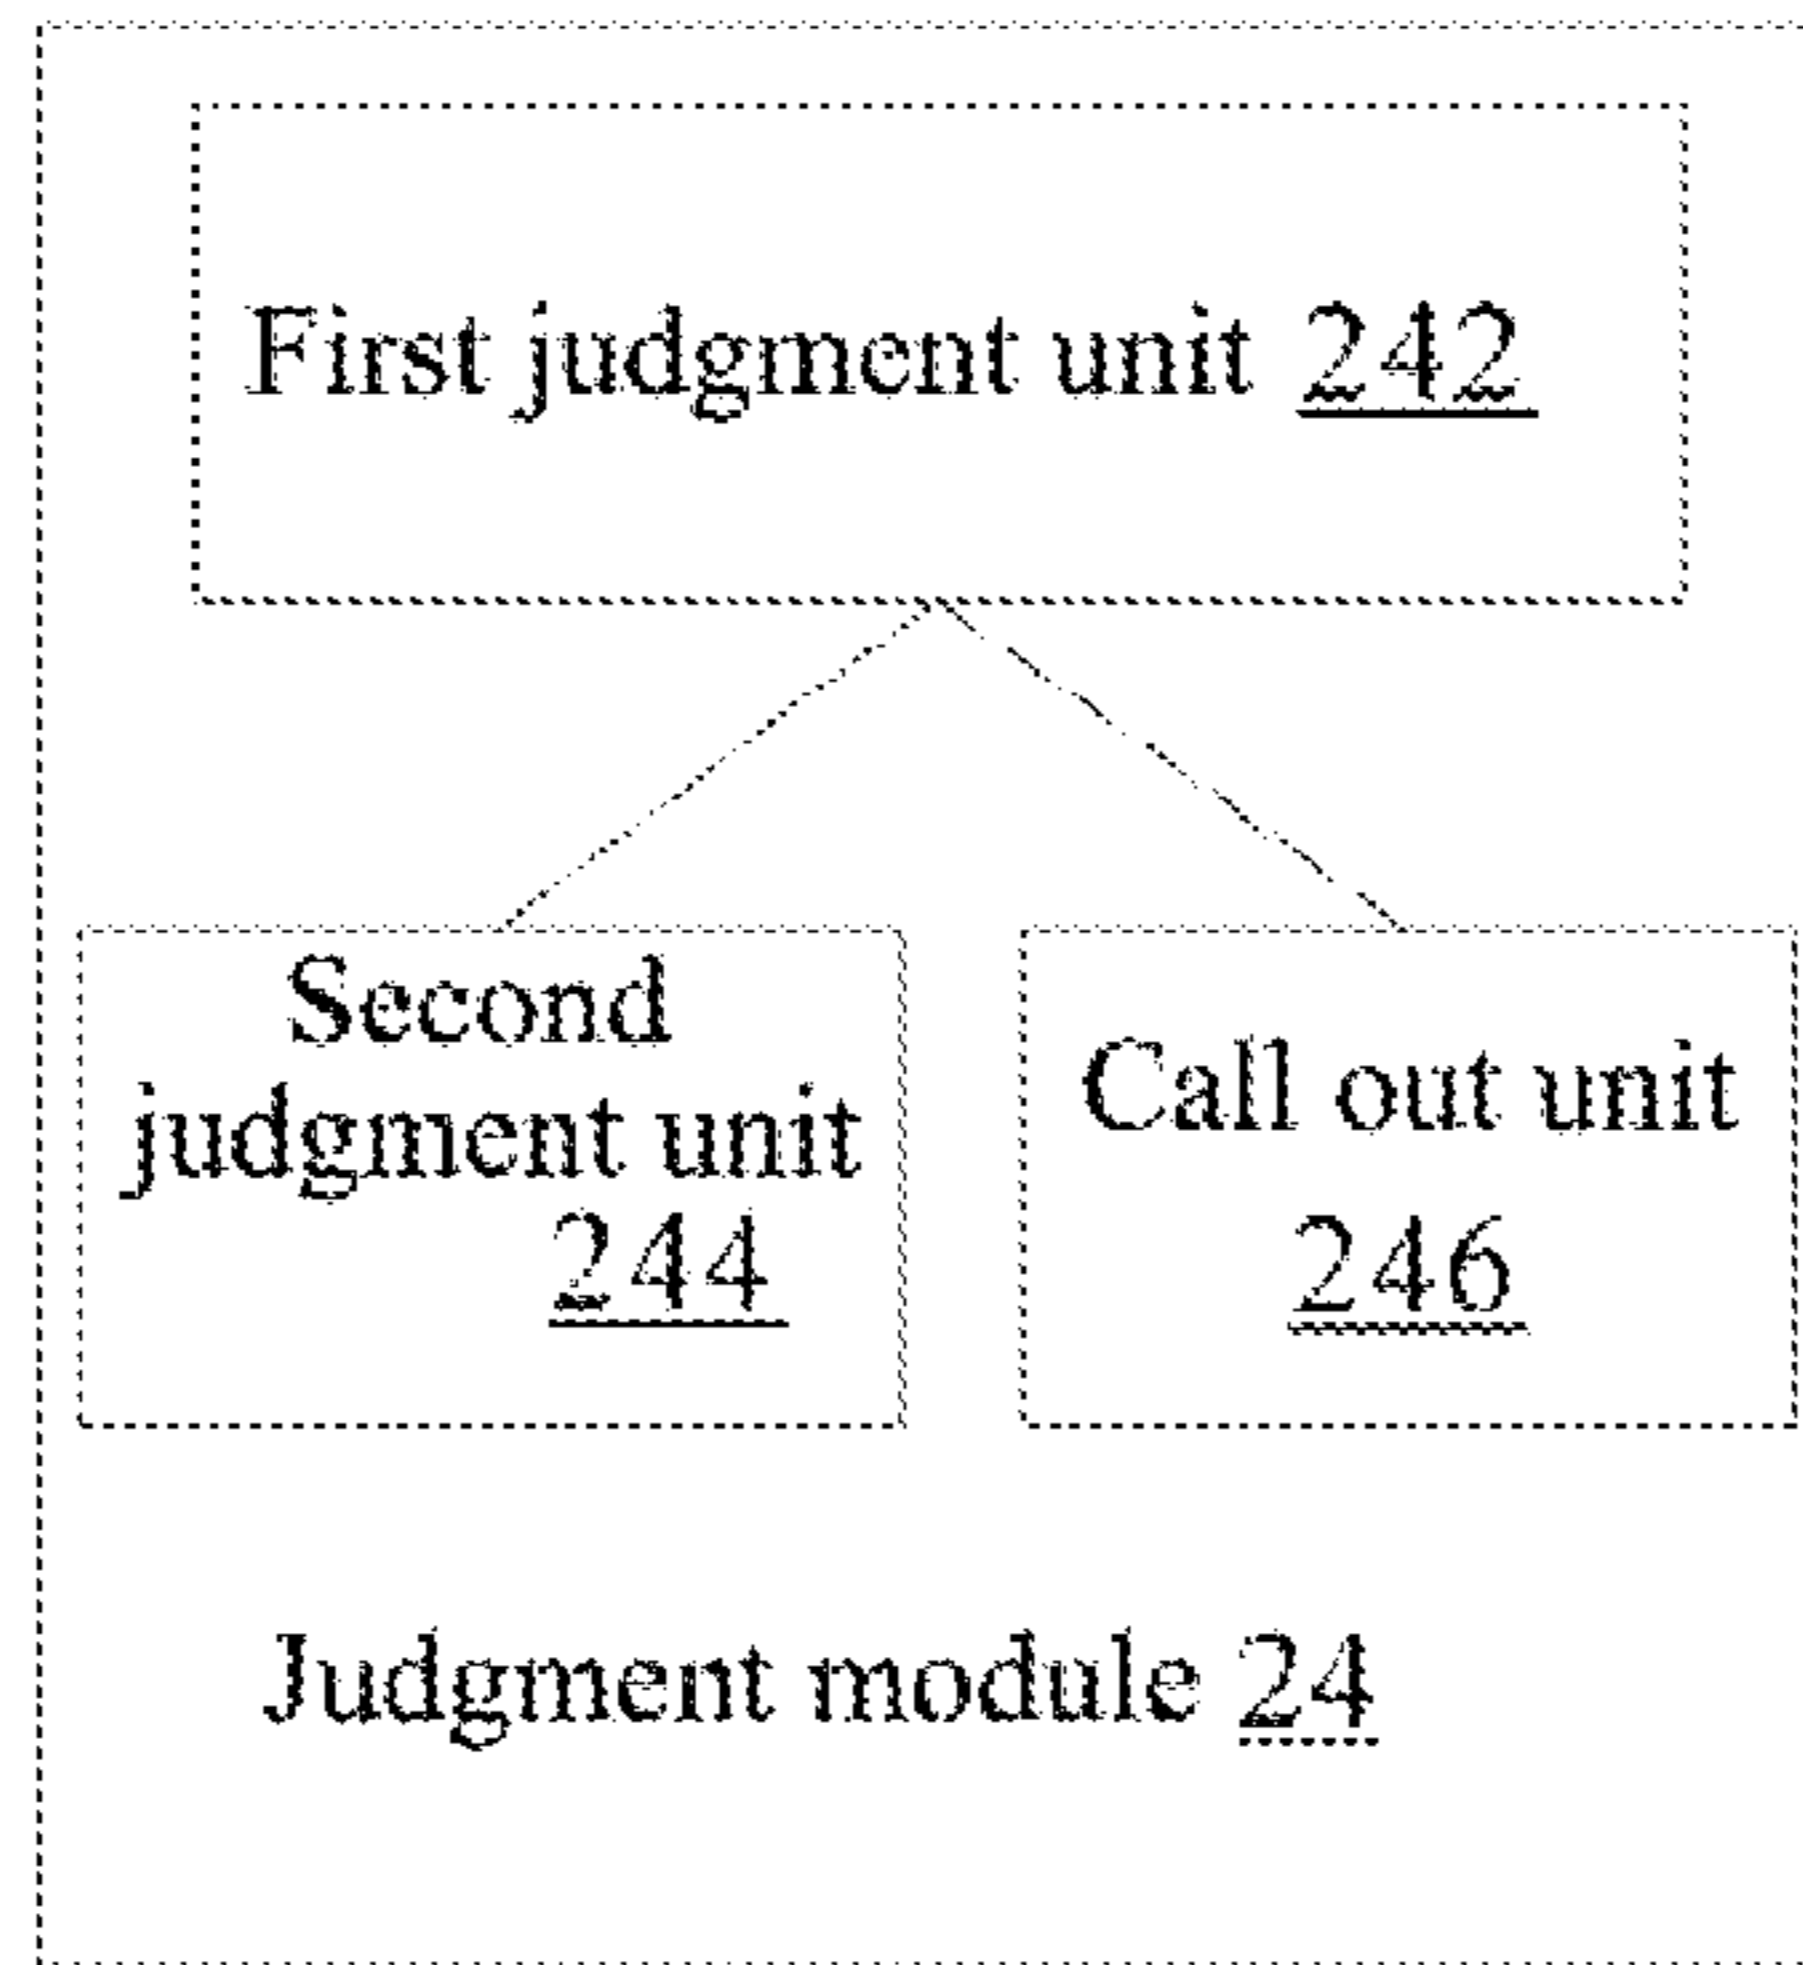 First judgment unit 242
Second
judgment unit
244
Call out unit
246
Judgment module 24